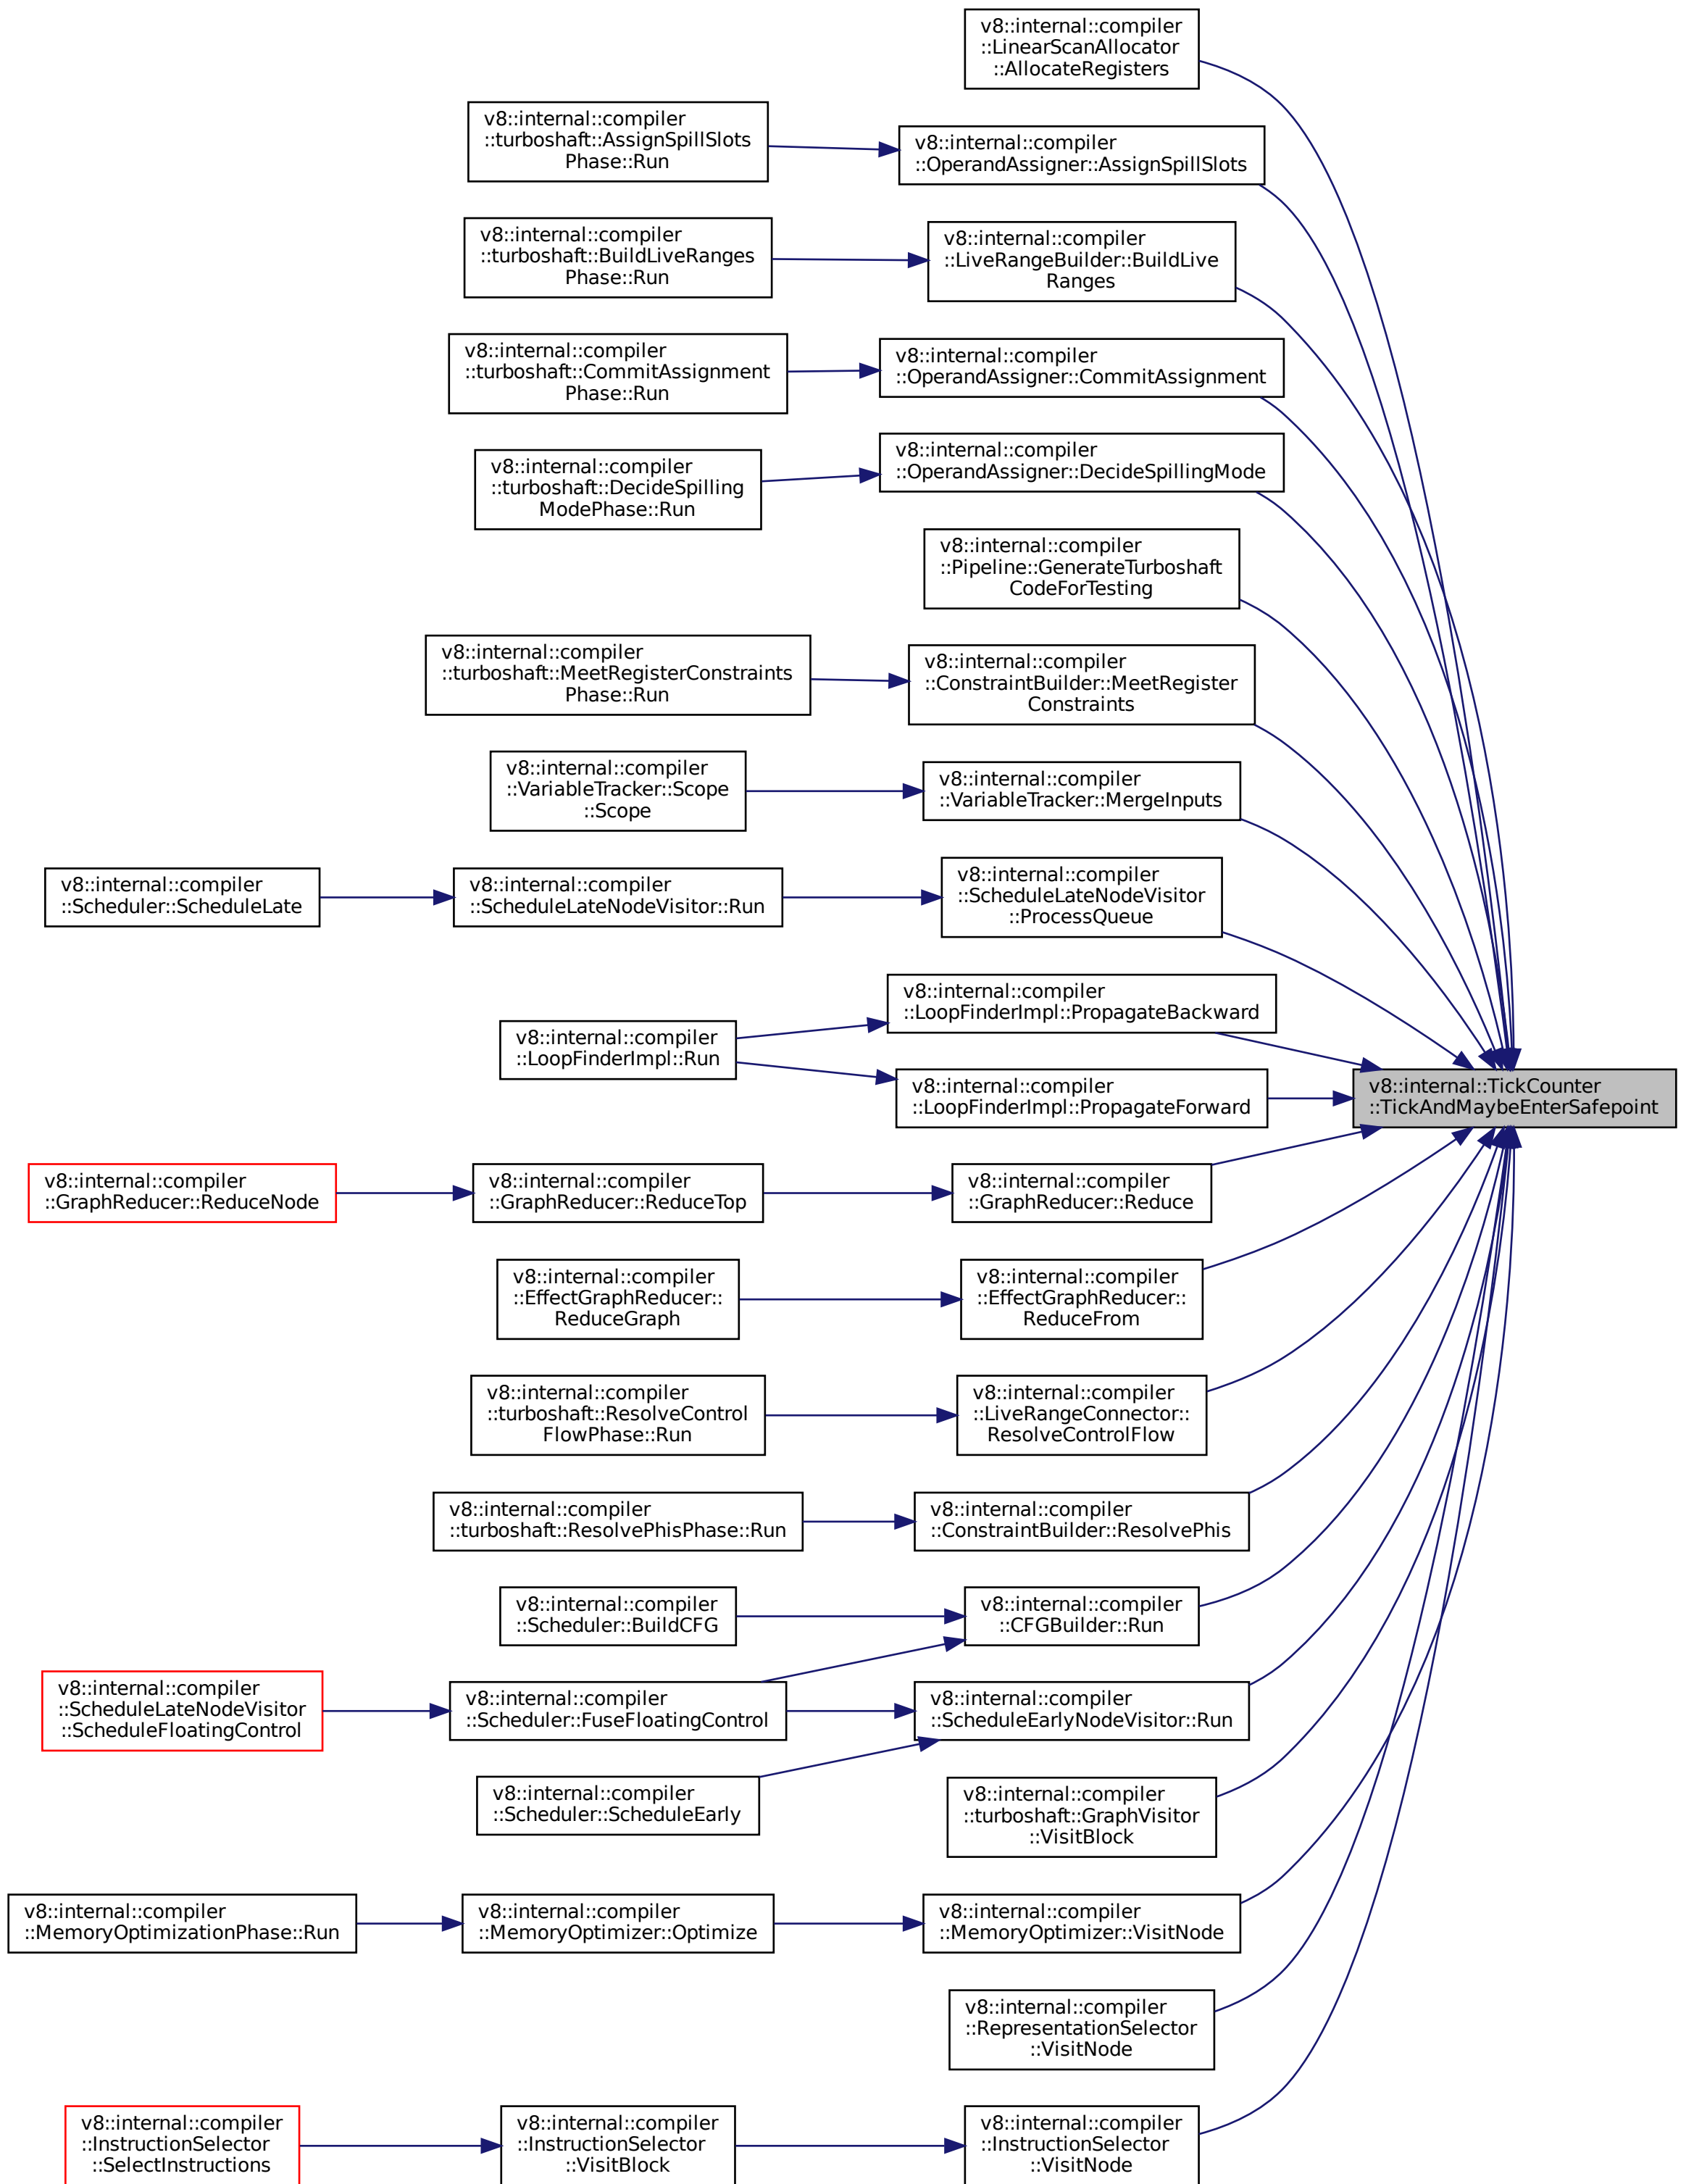 v8::internal::compiler
::LinearScanAllocator
::AllocateRegisters
v8::internal::compiler
::turboshaft::AssignSpillSlots
Phase::Run
v8::internal::compiler
::OperandAssigner::AssignSpillSlots
v8::internal::compiler
::turboshaft::BuildLiveRanges
Phase::Run
v8::internal::compiler
::LiveRangeBuilder::BuildLive
Ranges
v8::internal::compiler
::turboshaft::CommitAssignment
Phase::Run
v8::internal::compiler
::OperandAssigner::CommitAssignment
v8::internal::compiler
::turboshaft::DecideSpilling
ModePhase::Run
v8::internal::compiler
::OperandAssigner::DecideSpillingMode
v8::internal::compiler
::Pipeline::GenerateTurboshaft
CodeForTesting
v8::internal::compiler
::turboshaft::MeetRegisterConstraints
Phase::Run
v8::internal::compiler
::ConstraintBuilder::MeetRegister
Constraints
v8::internal::compiler
::VariableTracker::Scope
::Scope
v8::internal::compiler
::VariableTracker::MergeInputs
v8::internal::compiler
::Scheduler::ScheduleLate
v8::internal::compiler
::ScheduleLateNodeVisitor::Run
v8::internal::compiler
::ScheduleLateNodeVisitor
::ProcessQueue
v8::internal::compiler
::LoopFinderImpl::Run
v8::internal::compiler
::LoopFinderImpl::PropagateBackward
v8::internal::compiler
::LoopFinderImpl::PropagateForward
v8::internal::TickCounter
::TickAndMaybeEnterSafepoint
v8::internal::compiler
::GraphReducer::ReduceNode
v8::internal::compiler
::GraphReducer::ReduceTop
v8::internal::compiler
::GraphReducer::Reduce
v8::internal::compiler
::EffectGraphReducer::
ReduceGraph
v8::internal::compiler
::EffectGraphReducer::
ReduceFrom
v8::internal::compiler
::turboshaft::ResolveControl
FlowPhase::Run
v8::internal::compiler
::LiveRangeConnector::
ResolveControlFlow
v8::internal::compiler
::turboshaft::ResolvePhisPhase::Run
v8::internal::compiler
::ConstraintBuilder::ResolvePhis
v8::internal::compiler
::Scheduler::BuildCFG
v8::internal::compiler
::CFGBuilder::Run
v8::internal::compiler
::ScheduleLateNodeVisitor
::ScheduleFloatingControl
v8::internal::compiler
::Scheduler::FuseFloatingControl
v8::internal::compiler
::ScheduleEarlyNodeVisitor::Run
v8::internal::compiler
::Scheduler::ScheduleEarly
v8::internal::compiler
::turboshaft::GraphVisitor
::VisitBlock
v8::internal::compiler
::MemoryOptimizationPhase::Run
v8::internal::compiler
::MemoryOptimizer::Optimize
v8::internal::compiler
::MemoryOptimizer::VisitNode
v8::internal::compiler
::RepresentationSelector
::VisitNode
v8::internal::compiler
::InstructionSelector
::SelectInstructions
v8::internal::compiler
::InstructionSelector
::VisitBlock
v8::internal::compiler
::InstructionSelector
::VisitNode